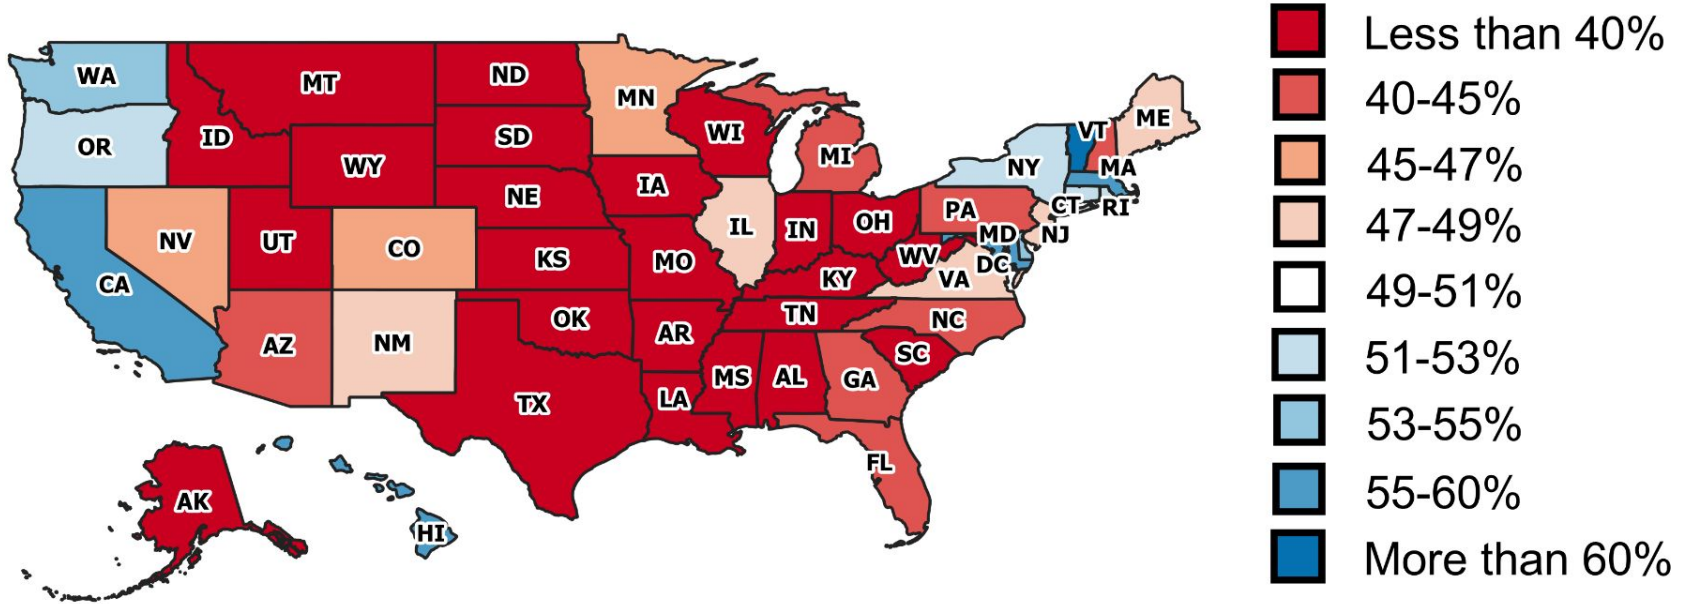 WA
MT
ND
MN
VT
ME
OR
ID
SD
WI
WY
MI
NY
MA
NE
IA
CT
RI
NV
UT
CO
IL
IN
OH
PA
MD
NJ
CA
KS
MO
WV
DC
KY
VA
AZ
NM
OK
AR
TN
NC
TX
LA
MS
AL
GA
SC
FL
AK
HI
Less than 40%
40-45%
45-47%
47-49%
49-51%
51-53%
53-55%
55-60%
More than 60%